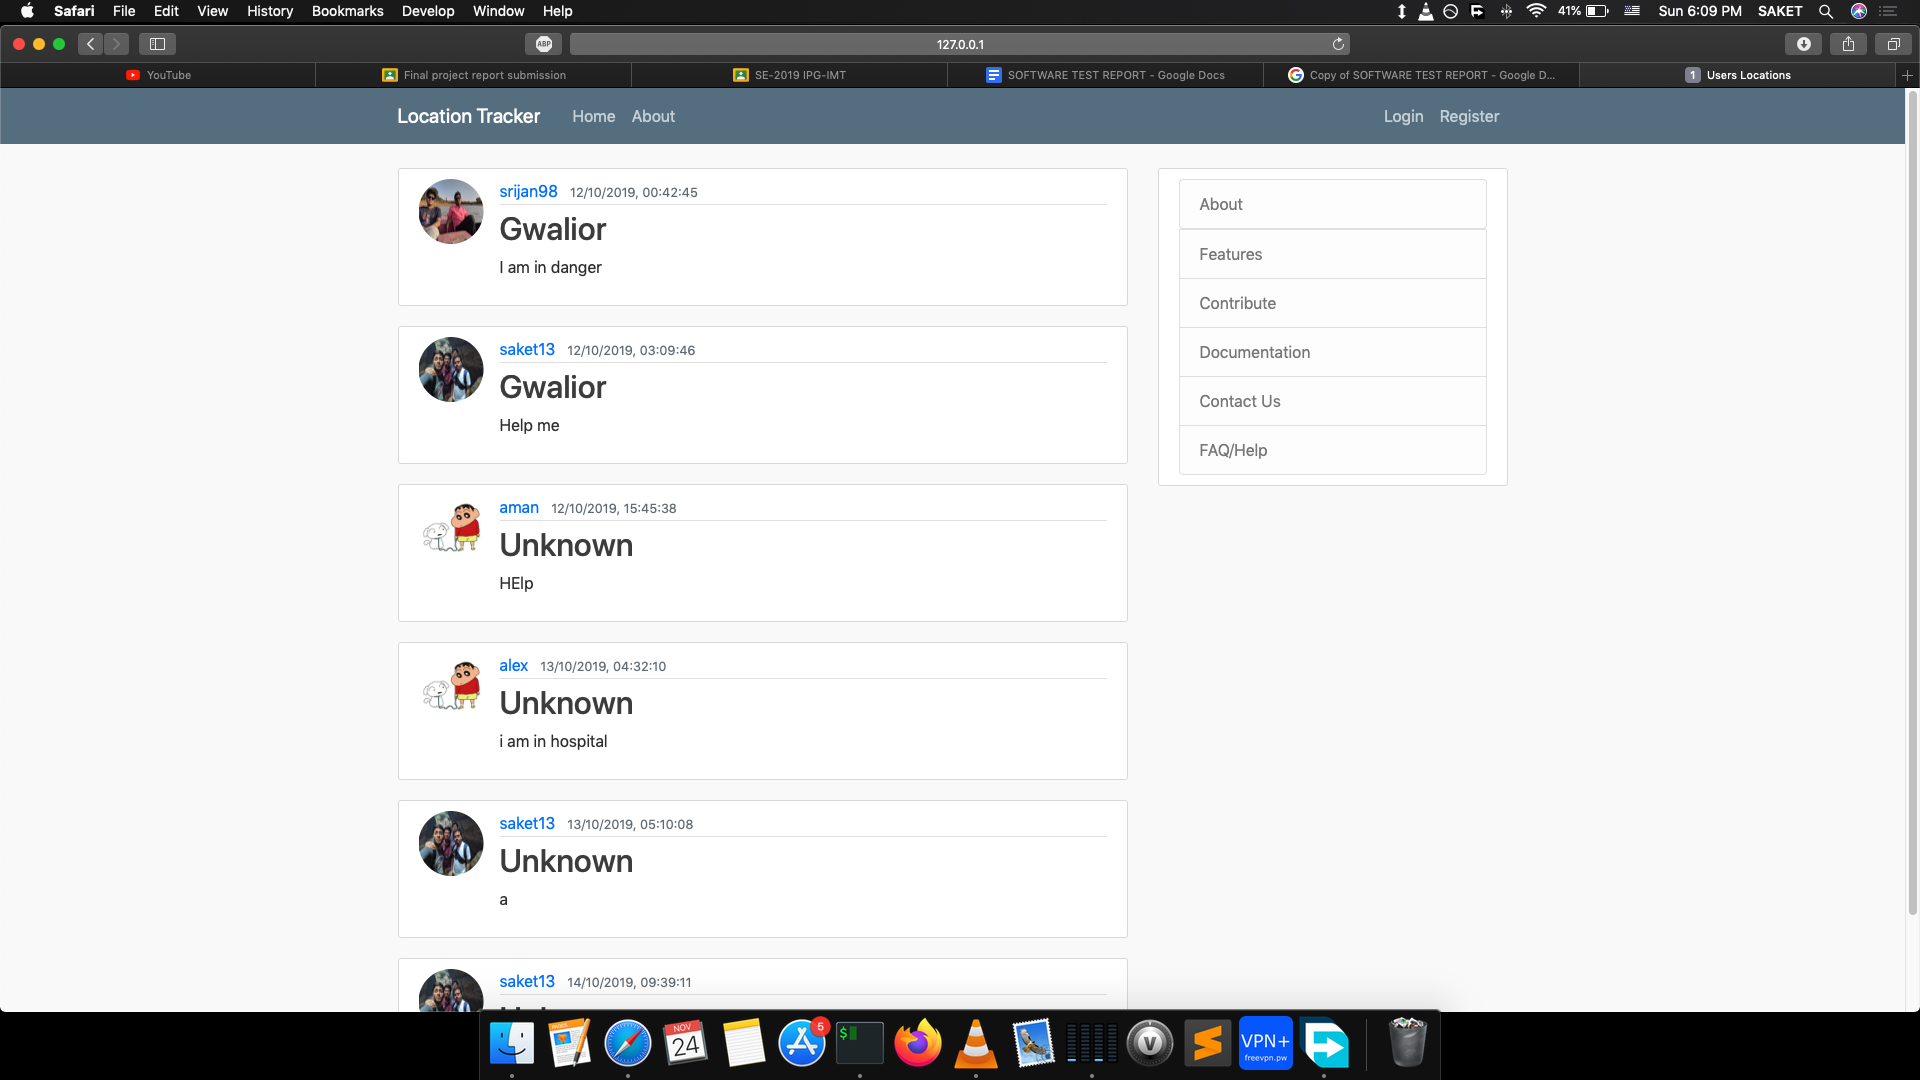 Safari File Edit View History Bookmarks Develop Window Help 41% Sun 6:09 PM SAKET
ABP 127.0.0.1
YouTube Final project report submission SE-2019 IPG-IMT SOFTWARE TEST REPORT - Google Docs Copy of SOFTWARE TEST REPORT - Google D... 1 Users Locations
Location Tracker Home About Login Register
srijan98 12/10/2019, 00:42:45
Gwalior
I am in danger
saket13 12/10/2019, 03:09:46
Gwalior
Help me
aman 12/10/2019, 15:45:38
Unknown
HElp
alex 13/10/2019, 04:32:10
Unknown
i am in hospital
saket13 13/10/2019, 05:10:08
Unknown
a
saket13 14/10/2019, 09:39:11
About
Features
Contribute
Documentation
Contact Us
FAQ/Help
PAGES
NOV
24
5
$
VPN+
freevpn.pw